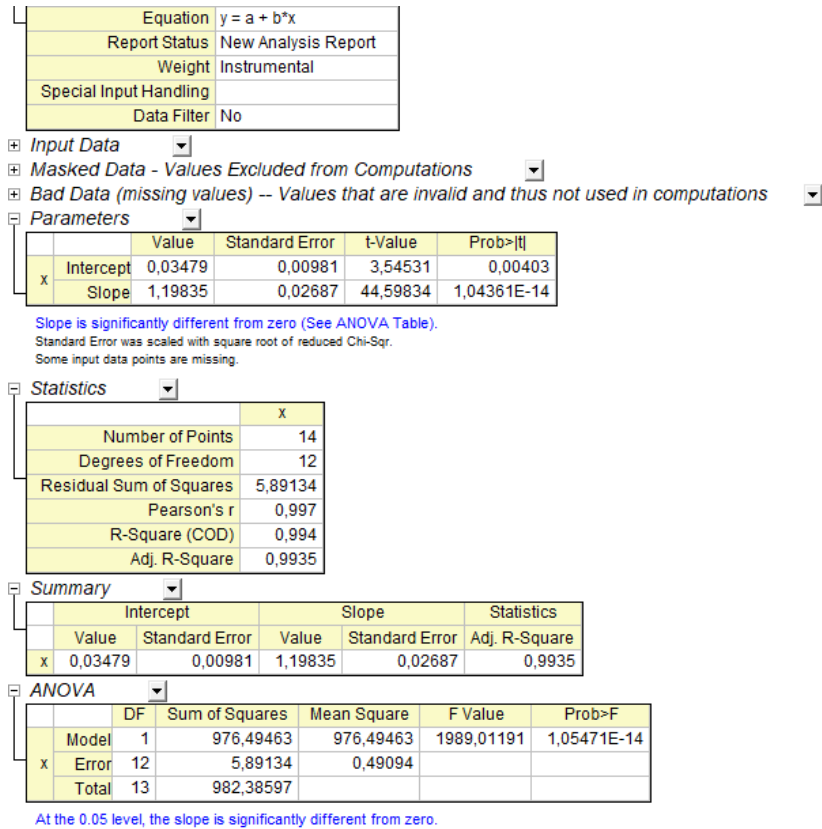 Equation y = a + b*x
Report Status New Analysis Report
Weight Instrumental
Special Input Handling
Data Filter No
Input Data
Masked Data - Values Excluded from Computations
Bad Data (missing values) -- Values that are invalid and thus not used in computations
Parameters
Value Standard Error t-Value Prob>|t|
x Intercept 0,03479 0,00981 3,54531 0,00403
Slope 1,19835 0,02687 44,59834 1,04361E-14
Slope is significantly different from zero (See ANOVA Table).
Standard Error was scaled with square root of reduced Chi-Sqr.
Some input data points are missing.
Statistics
x
Number of Points 14
Degrees of Freedom 12
Residual Sum of Squares 5,89134
Pearson's r 0,997
R-Square (COD) 0,994
Adj. R-Square 0,9935
Summary
Intercept Slope Statistics
Value Standard Error Value Standard Error Adj. R-Square
x 0,03479 0,00981 1,19835 0,02687 0,9935
ANOVA
DF Sum of Squares Mean Square F Value Prob>F
x Model 1 976,49463 976,49463 1989,01191 1,05471E-14
Error 12 5,89134 0,49094
Total 13 982,38597
At the 0.05 level, the slope is significantly different from zero.